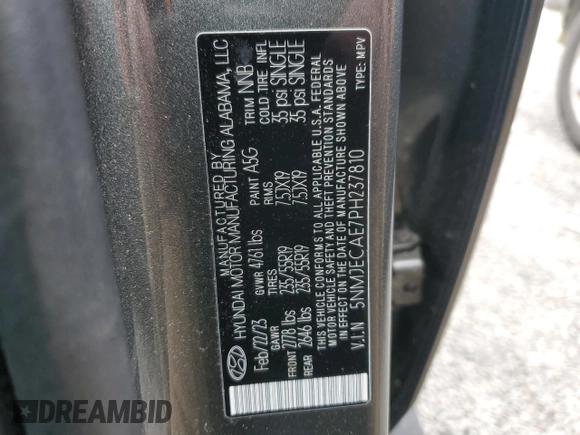 MANUFACTURED BY
HYUNDAI MOTOR MANUFACTURING ALABAMA, LLC
Feb/22/23 GVWR 4761 lbs PAINT A5G TRIM NNB
GAWR TIRES RIMS COLD TIRE INFL
FRONT 2778 lbs 235/55R19 7.5JX19 35 psi SINGLE
REAR 2646 lbs 235/55R19 7.5JX19 35 psi SINGLE
THIS VEHICLE CONFORMS TO ALL APPLICABLE U.S.A. FEDERAL
MOTOR VEHICLE SAFETY AND THEFT PREVENTION STANDARDS
IN EFFECT ON THE DATE OF MANUFACTURE SHOWN ABOVE
V.I.N 5NMJECAE7PH237810 TYPE: MPV
DREAMBID